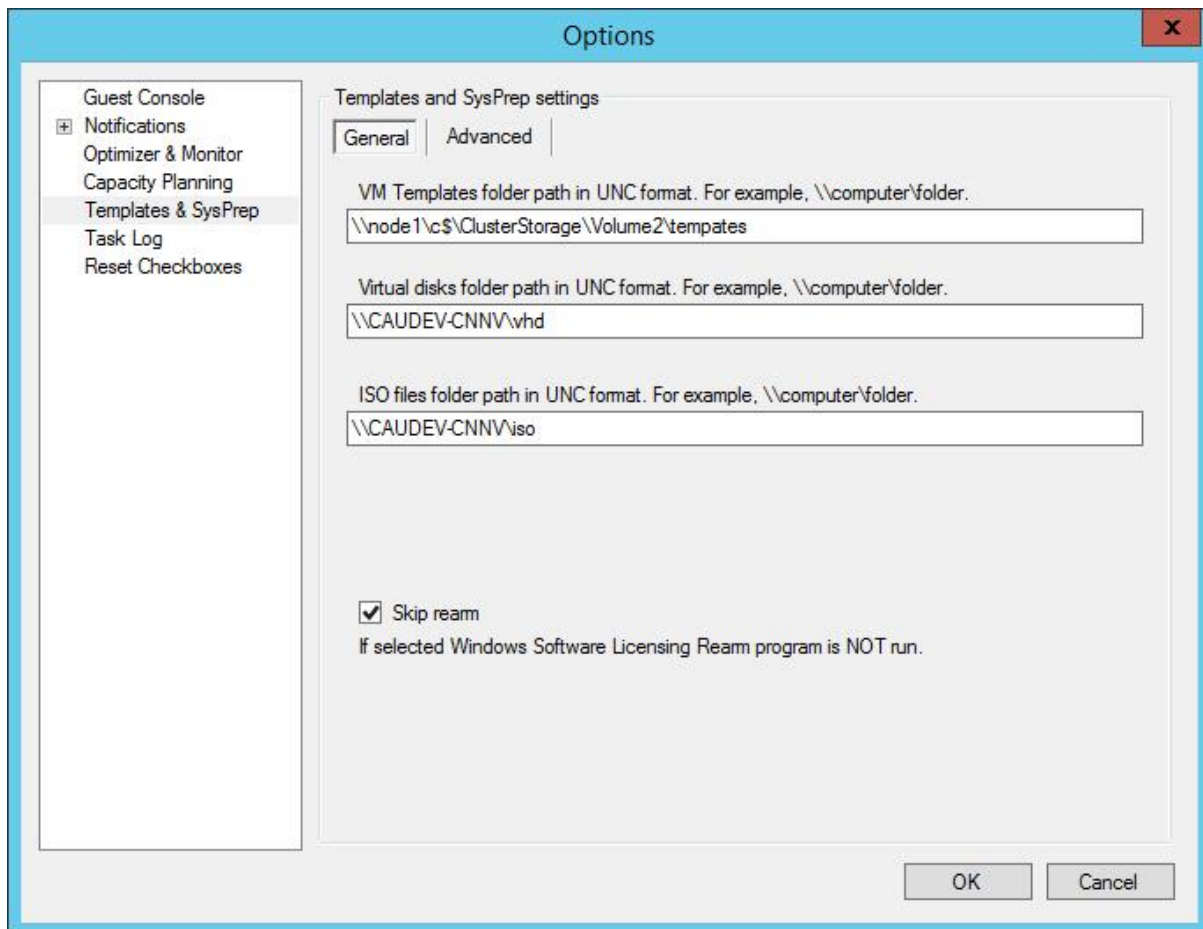 Options
x
Guest Console
Notifications
Optimizer & Monitor
Capacity Planning
Templates & SysPrep
Task Log
Reset Checkboxes
Templates and SysPrep settings
General
Advanced
VM Templates folder path in UNC format. For example, \\computer\folder.
\\node1\c$\ClusterStorage\Volume2\tempates
Virtual disks folder path in UNC format. For example, \\computer\folder.
\\CAUDEV-CNNV\vhd
ISO files folder path in UNC format. For example, \\computer\folder.
\\CAUDEV-CNNV\iso
Skip rearm
If selected Windows Software Licensing Rearm program is NOT run.
OK
Cancel